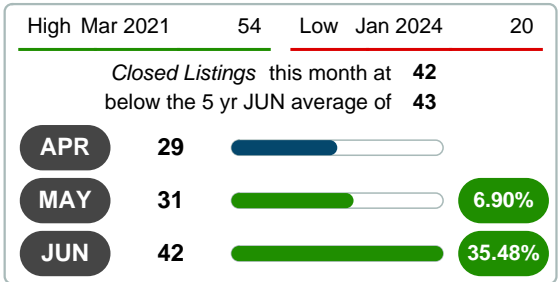 High Mar 2021 54 Low Jan 2024 20
Closed Listings this month at 42
below the 5 yr JUN average of 43
APR 29
MAY 31 6.90%
JUN 42 35.48%